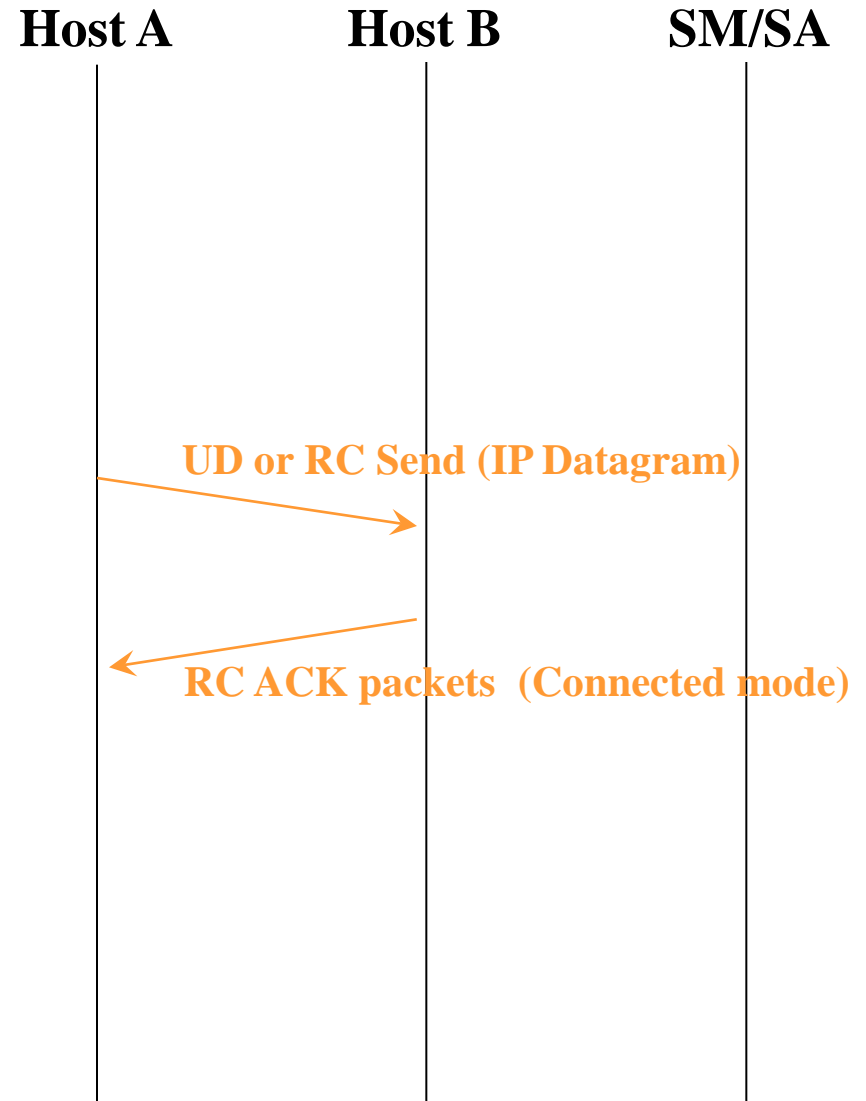 Host A Host B SM/SA
UD or RC Send (IP Datagram)
RC ACK packets (Connected mode)